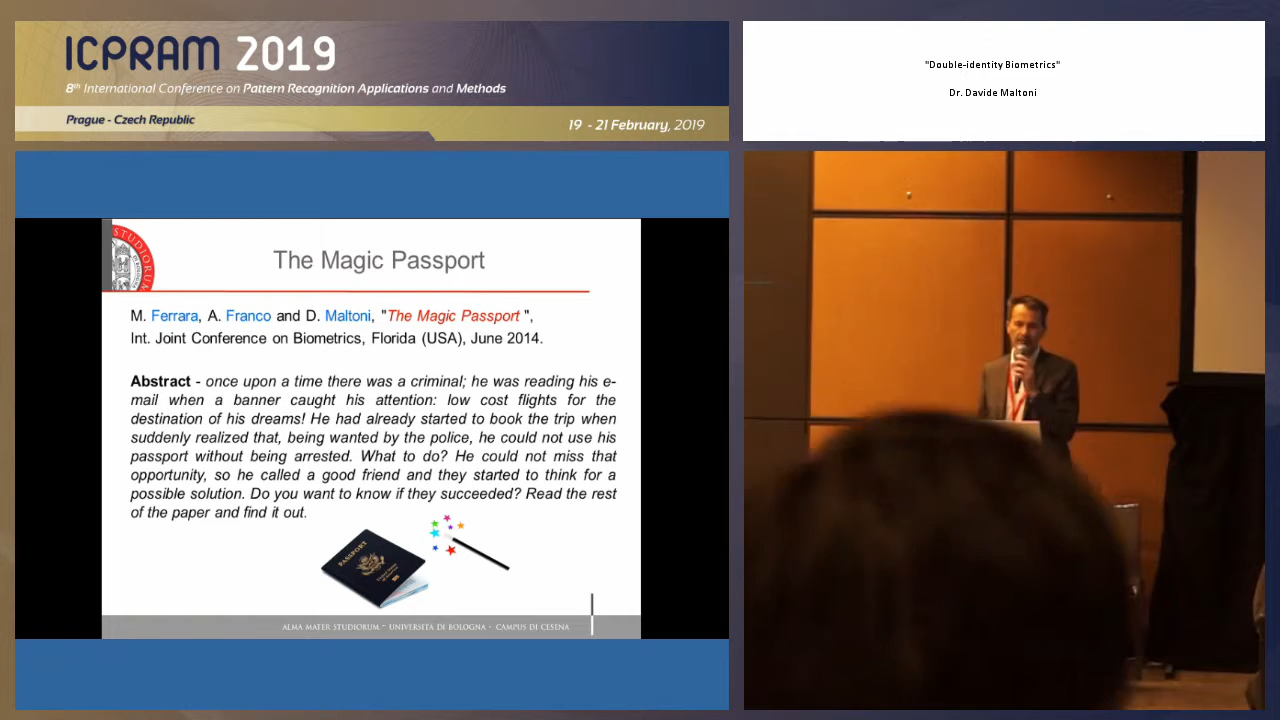 ICPRAM 2019
8th International Conference on Pattern Recognition Applications and Methods
Prague - Czech Republic
19 - 21 February, 2019
"Double-identity Biometrics"
Dr. Davide Maltoni
The Magic Passport
M. Ferrara, A. Franco and D. Maltoni, "The Magic Passport ",
Int. Joint Conference on Biometrics, Florida (USA), June 2014.
Abstract - once upon a time there was a criminal; he was reading his e-
mail when a banner caught his attention: low cost flights for the
destination of his dreams! He had already started to book the trip when
suddenly realized that, being wanted by the police, he could not use his
passport without being arrested. What to do? He could not miss that
opportunity, so he called a good friend and they started to think for a
possible solution. Do you want to know if they succeeded? Read the rest
of the paper and find it out.
PASSPORT
ALMA MATER STUDIORUM ~ UNIVERSITÀ DI BOLOGNA - CAMPUS DI CESENA